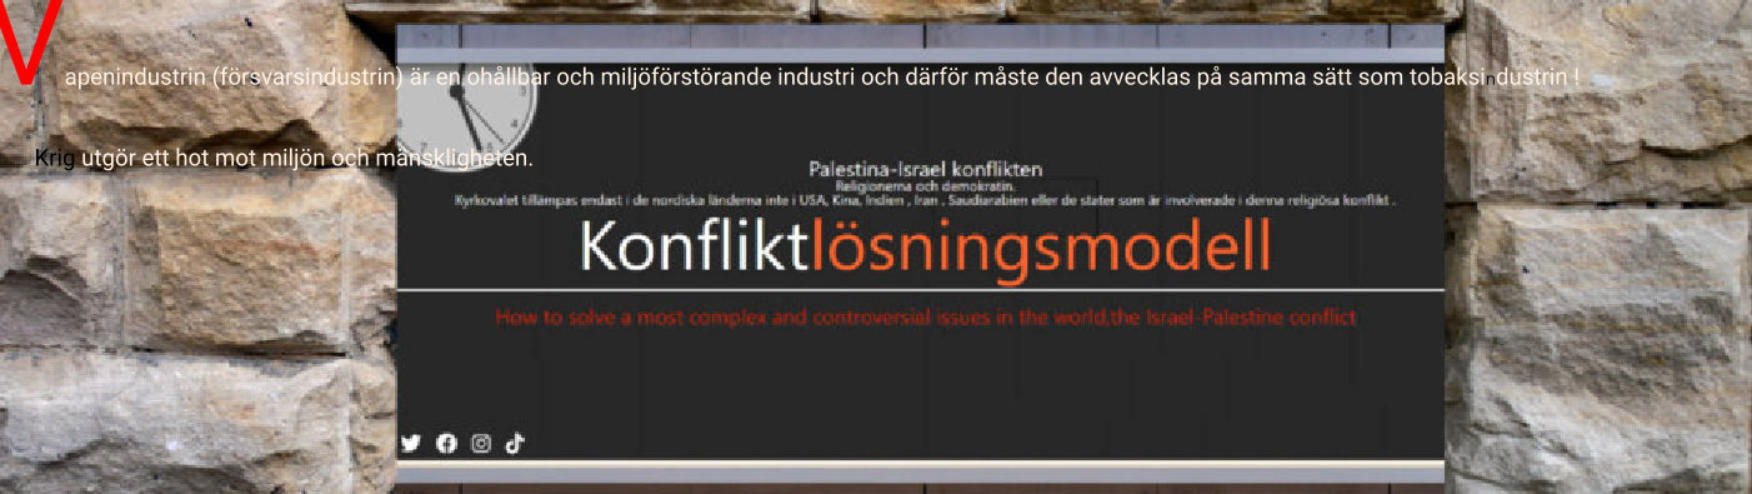 Vapenindustrin (försvarsindustrin) är en ohållbar och miljöförstörande industri och därför måste den avvecklas på samma sätt som tobaksindustrin !
Krig utgör ett hot mot miljön och mänskligheten.
Palestina-Israel konflikten
Religionerna och demokratin.
Kyrkovalet tillämpas endast i de nordiska länderna inte i USA, Kina, Indien , Iran , Saudiarabien eller de stater som är involverade i denna religiösa konflikt .
Konfliktlösningsmodell
How to solve a most complex and controversial issues in the world,the Israel-Palestine conflict